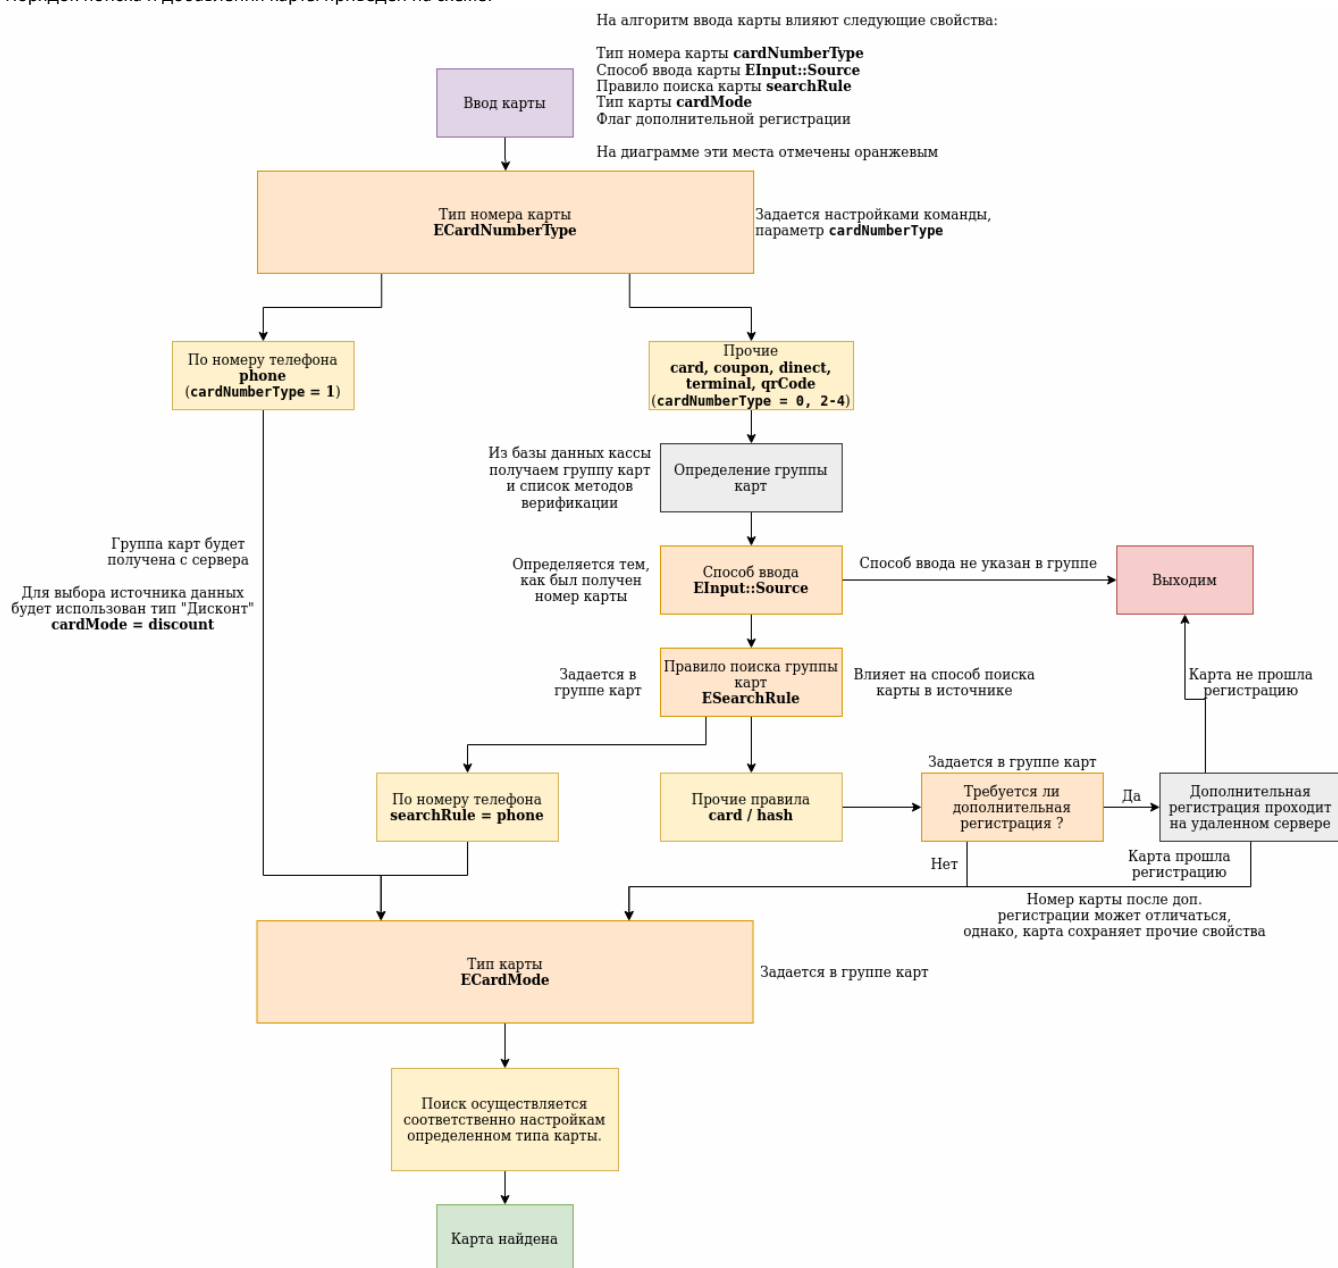 Порядок поиска и добавления карты приведен на схеме:
На алгоритм ввода карты влияют следующие свойства:
Тип номера карты cardNumberType
Способ ввода карты EInput::Source
Правило поиска карты searchRule
Тип карты cardMode
Флаг дополнительной регистрации
На диаграмме эти места отмечены оранжевым
Ввод карты
Тип номера карты
ECardNumberType
Задается настройками команды,
параметр cardNumberType
По номеру телефона
phone
(cardNumberType = 1)
Прочие
card, coupon, dinect,
terminal, qrCode
(cardNumberType = 0, 2-4)
Из базы данных кассы
получаем группу карт
и список методов
верификации
Определение группы
карт
Группа карт будет
получена с сервера
Для выбора источника данных
будет использован тип "Дисконт"
cardMode = discount
Определяется тем,
как был получен
номер карты
Способ ввода
EInput::Source
Способ ввода не указан в группе
Выходим
Задается в
группе карт
Правило поиска группы
карт
ESearchRule
Влияет на способ поиска
карты в источнике
Карта не прошла
регистрацию
По номеру телефона
searchRule = phone
Прочие правила
card / hash
Задается в группе карт
Требуется ли
дополнительная
регистрация ?
Да
Дополнительная
регистрация проходит
на удаленном сервере
Нет
Карта прошла
регистрацию
Номер карты после доп.
регистрации может отличаться,
однако, карта сохраняет прочие свойства
Тип карты
ECardMode
Задается в группе карт
Поиск осуществляется
соответственно настройкам
определенном типа карты.
Карта найдена